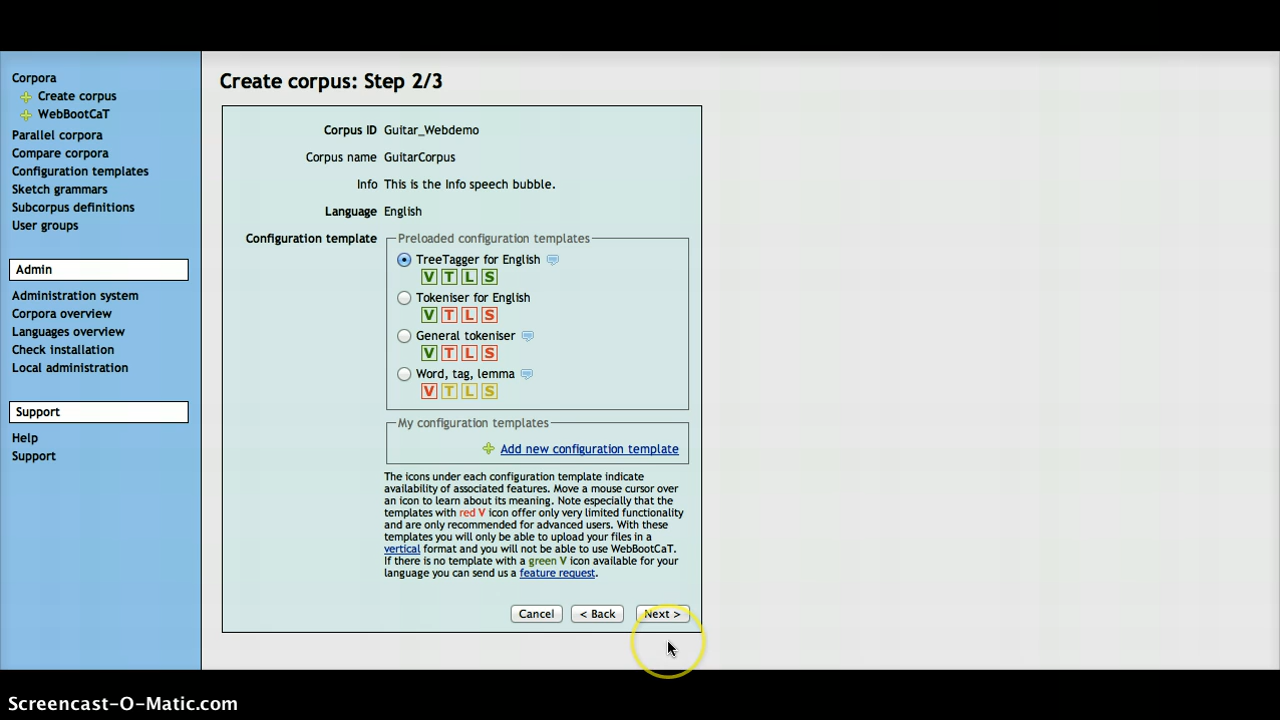 Corpora
Create corpus
WebBootCaT
Parallel corpora
Compare corpora
Configuration templates
Sketch grammars
Subcorpus definitions
User groups
Admin
Administration system
Corpora overview
Languages overview
Check installation
Local administration
Support
Help
Support
Create corpus: Step 2/3
Corpus ID Guitar_Webdemo
Corpus name GuitarCorpus
Info This is the Info speech bubble.
Language English
Configuration template
Preloaded configuration templates
TreeTagger for English
V T L S
Tokeniser for English
V T L S
General tokeniser
V T L S
Word, tag, lemma
V T L S
My configuration templates
Add new configuration template
The icons under each configuration template indicate
availability of associated features. Move a mouse cursor over
an icon to learn about its meaning. Note especially that the
templates with red V icon offer only very limited functionality
and are only recommended for advanced users. With these
templates you will only be able to upload your files in a
vertical format and you will not be able to use WebBootCaT.
If there is no template with a green V icon available for your
language you can send us a feature request.
Cancel < Back Next >
Screencast-O-Matic.com